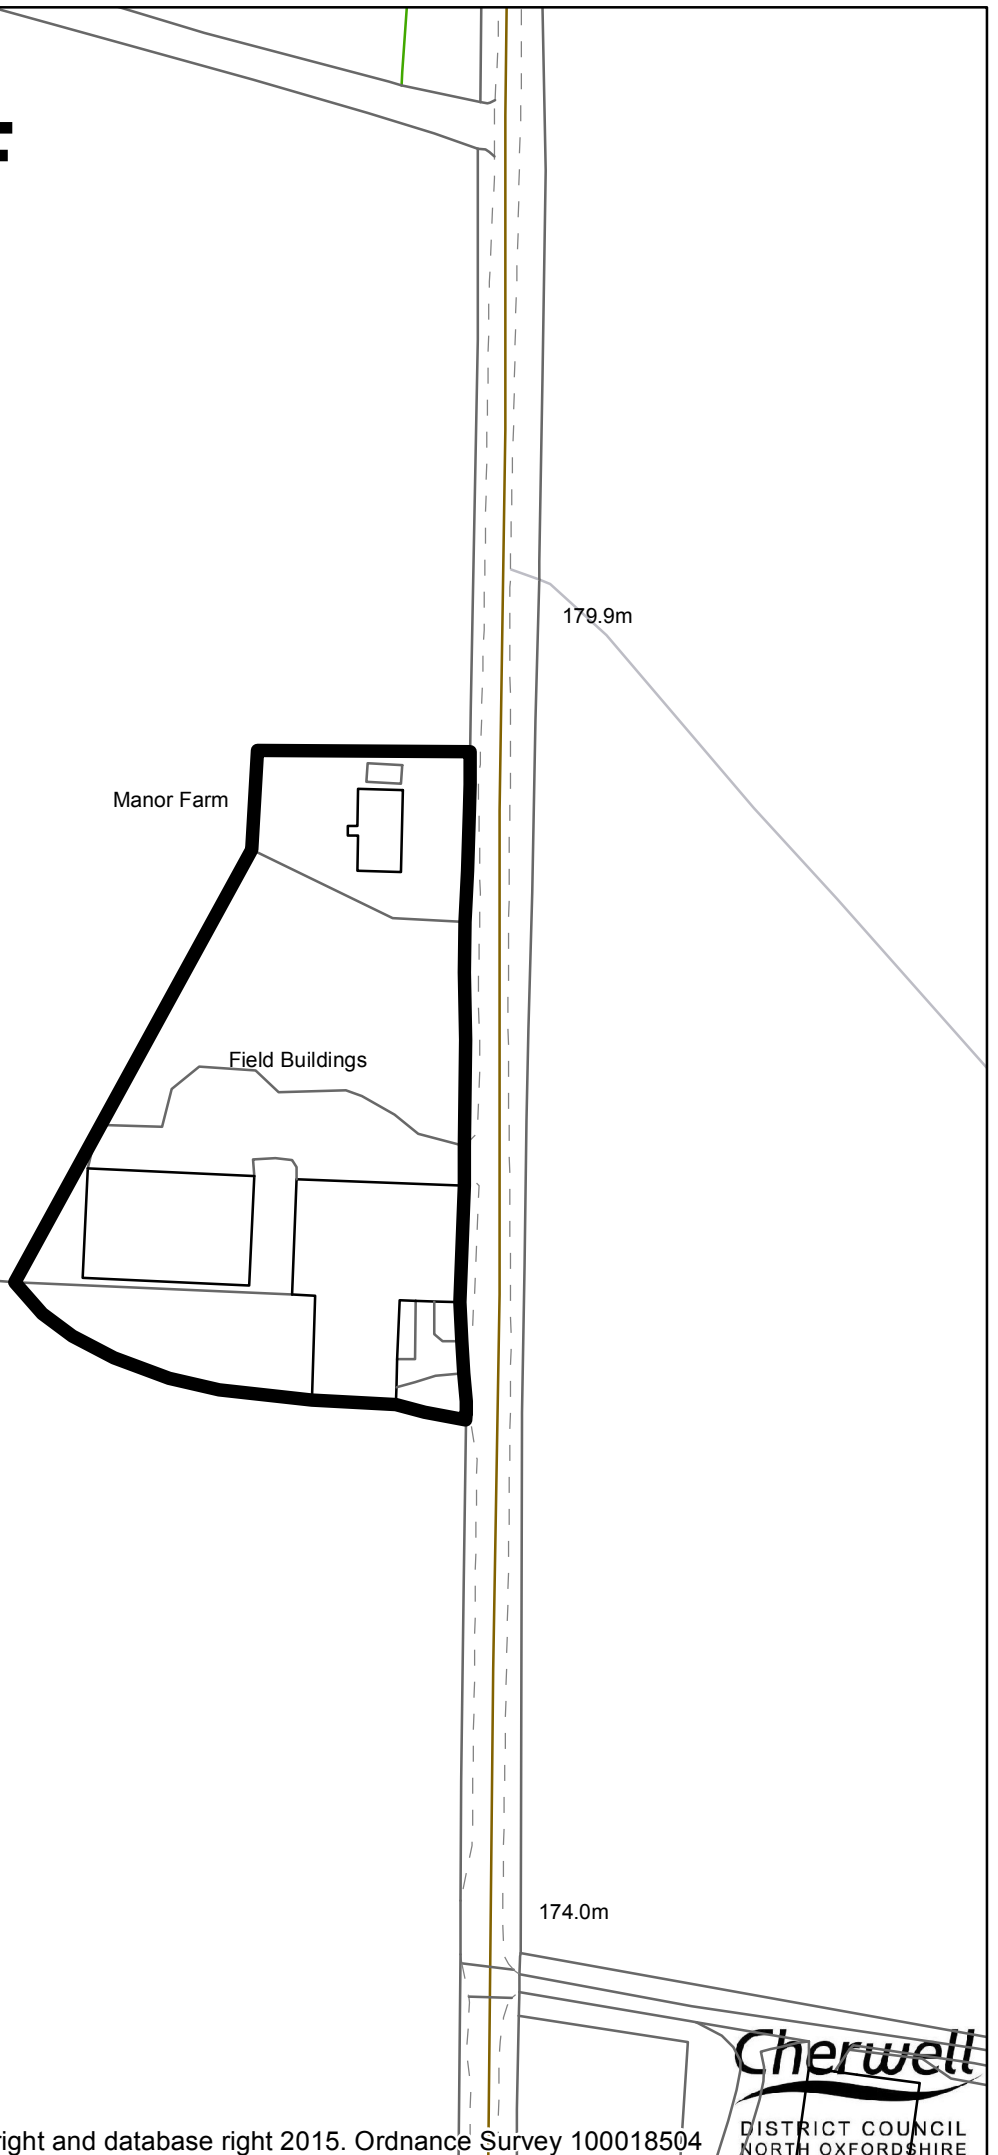 179.9m
Manor Farm
Field Buildings
174.0m
Cherwell
DISTRICT COUNCIL
NORTH OXFORDSHIRE
right and database right 2015. Ordnance Survey 100018504